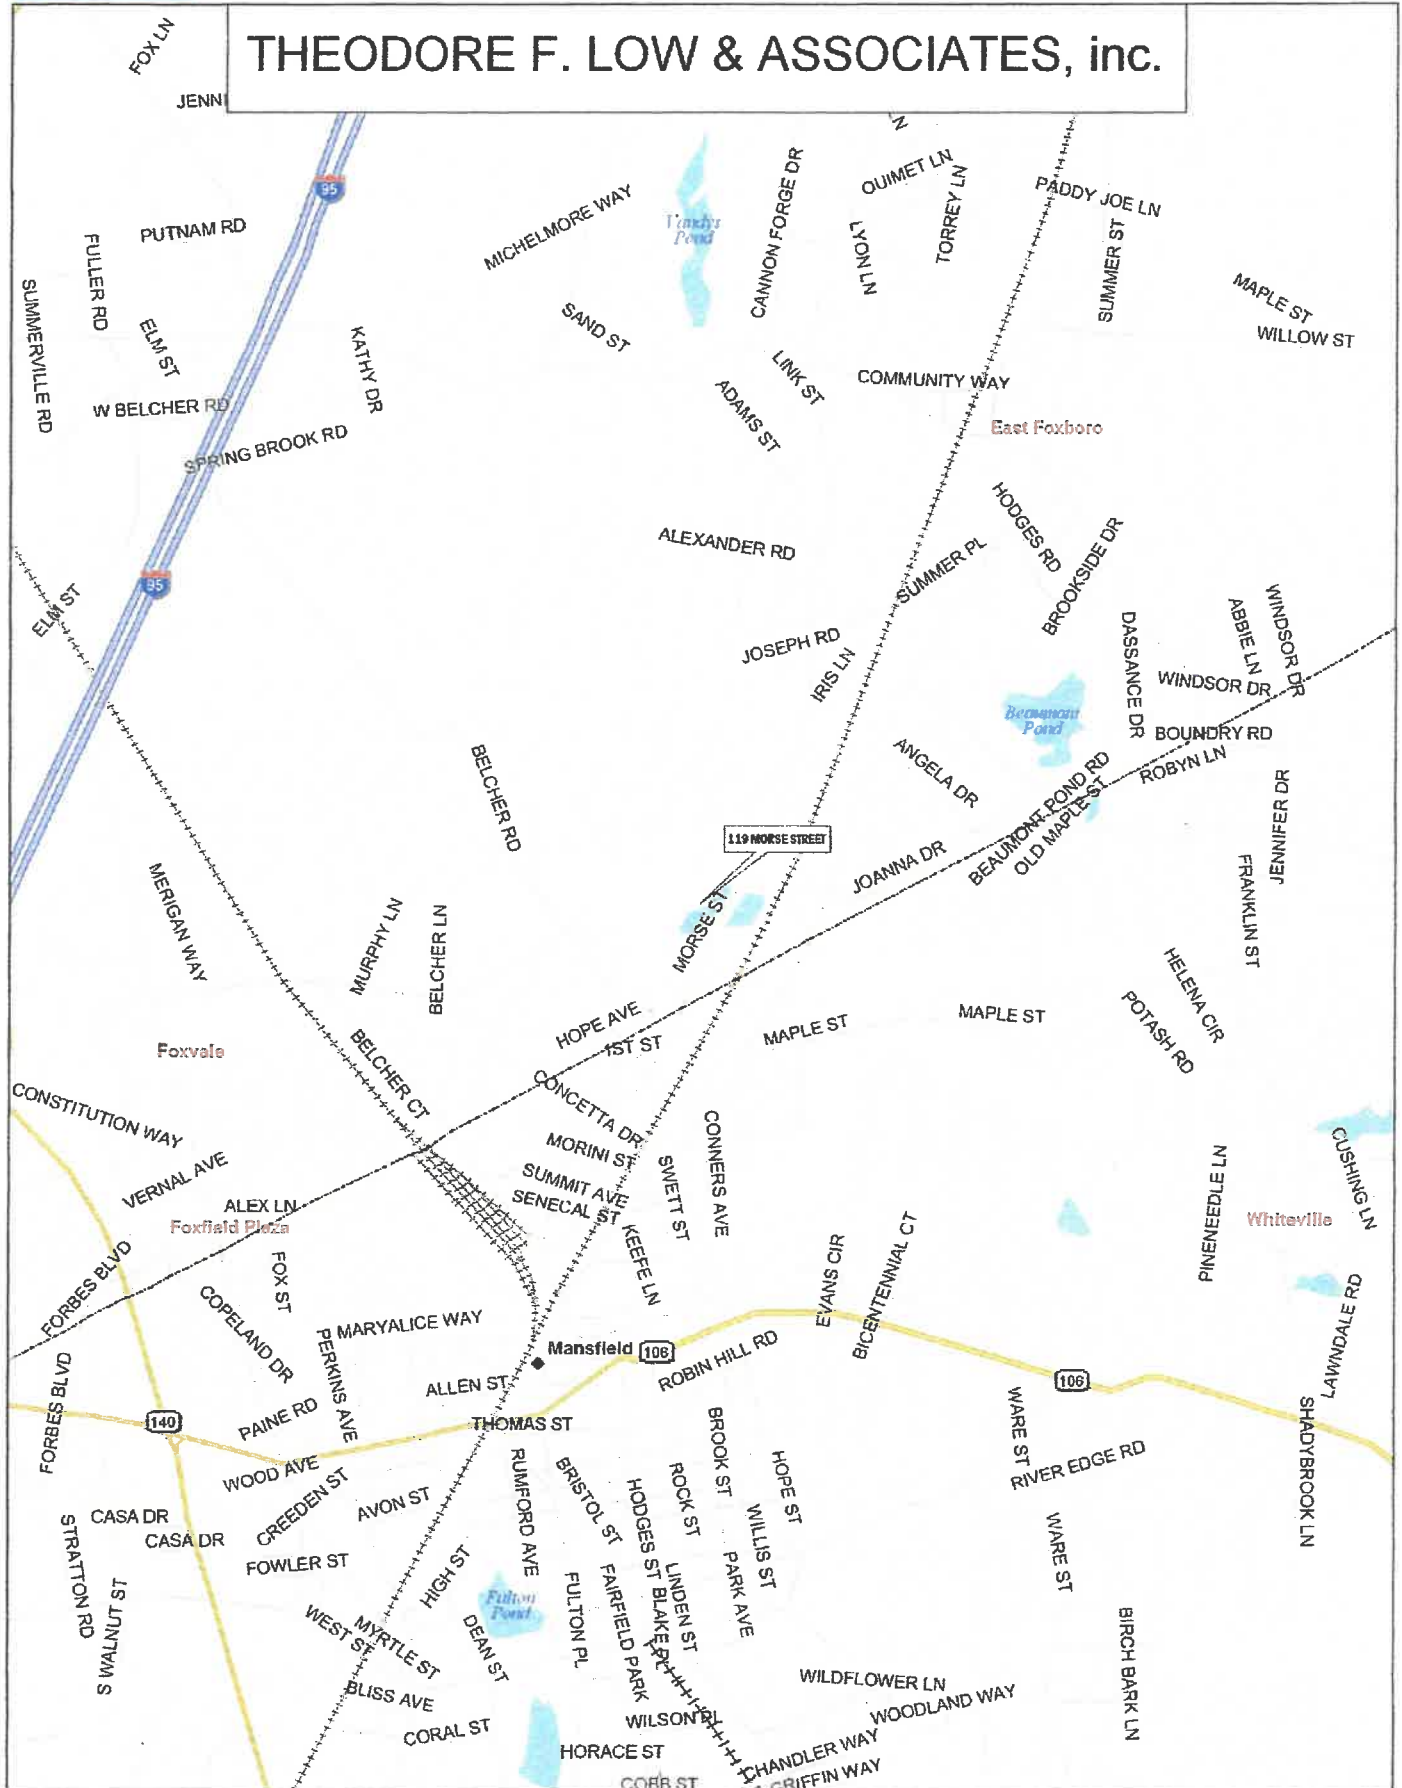 THEODORE F. LOW & ASSOCIATES, inc.
FOX LN
JENNI
N
95
OUIMET LN
TORREY LN
CANNON FORGE DR
PADDY JOE LN
PUTNAM RD
MICHELMORE WAY
Vandys
Pond
LYON LN
SUMMER ST
FULLER RD
SUMMERVILLE RD
ELM ST
KATHY DR
SAND ST
MAPLE ST
WILLOW ST
LINK ST
COMMUNITY WAY
ADAMS ST
W BELCHER RD
SPRING BROOK RD
East Foxboro
HODGES RD
BROOKSIDE DR
ALEXANDER RD
SUMMER PL
95
ELM ST
JOSEPH RD
IRIS LN
DASSANCE DR
ABBIE LN
WINDSOR DR
WINDSOR DR
Beaumont
Pond
BOUNDRY RD
ROBYN LN
BELCHER RD
ANGELA DR
BEAUMONT POND RD
OLD MAPLE ST
JENNIFER DR
119 MORSE STREET
JOANNA DR
FRANKLIN ST
MERIGAN WAY
MURPHY LN
BELCHER LN
MORSE ST
HELENA CIR
POTASH RD
HOPE AVE
1ST ST
MAPLE ST
MAPLE ST
Foxvale
BELCHER CT
CONSTITUTION WAY
CONCETTA DR
MORINI ST
CONNERS AVE
SUMMIT AVE
SENECAL ST
SWETT ST
VERNAL AVE
ALEX LN
Foxfield Plaza
CUSHING LN
PINENEEDLE LN
Whiteville
KEEFE LN
FORBES BLVD
FOX ST
COPELAND DR
EVANS CIR
BICENTENNIAL CT
LAWNDALE RD
MARYALICE WAY
PERKINS AVE
Mansfield
106
ROBIN HILL RD
106
ALLEN ST
FORBES BLVD
140
PAINE RD
THOMAS ST
BROOK ST
WARE ST
SHADYBROOK LN
WOOD AVE
CREEDEN ST
AVON ST
RUMFORD AVE
BRISTOL ST
HODGES ST
ROCK ST
HOPE ST
WILLIS ST
RIVER EDGE RD
CASA DR
CASA DR
STRATTON RD
S WALNUT ST
FOWLER ST
HIGH ST
Fulton
Pond
FULTON PL
FAIRFIELD PARK
BLAKE PL
LINDEN ST
PARK AVE
WARE ST
WEST ST
MYRTLE ST
DEAN ST
BLISS AVE
CORAL ST
WILDFLOWER LN
WOODLAND WAY
BIRCH BARK LN
WILSON PL
HORACE ST
CHANDLER WAY
COBB ST
GRIFFIN WAY